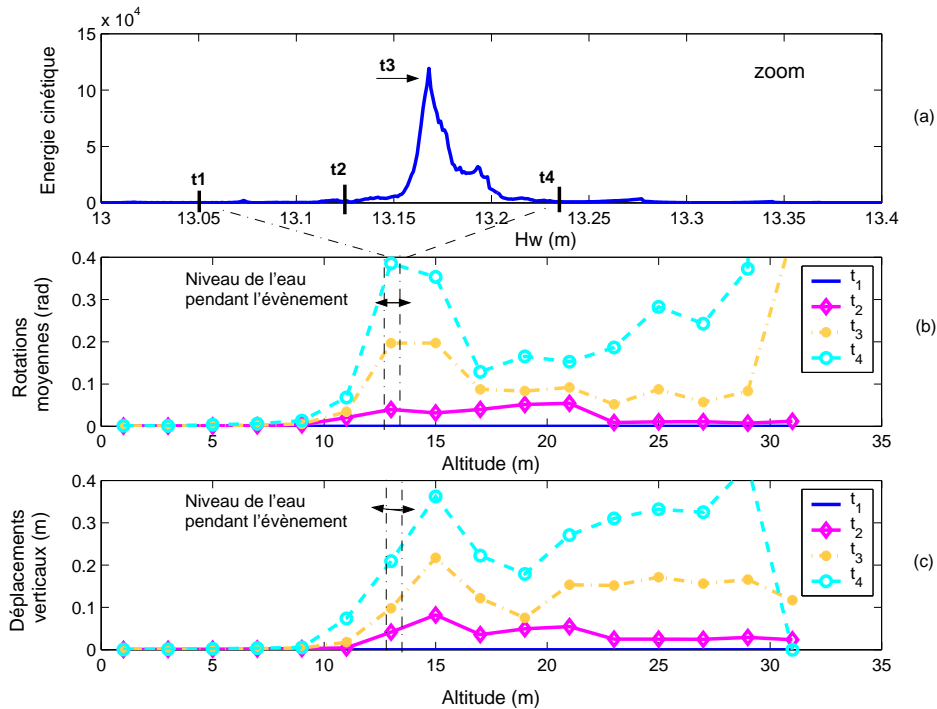 x 10⁴
15
10
5
0
Energie cinétique
t3
zoom
t1
t2
t4
(a)
13
13.05
13.1
13.15
13.2
13.25
13.3
13.35
13.4
Hw (m)
0.4
0.3
0.2
0.1
0
Rotations
moyennes (rad)
Niveau de l'eau
pendant l'évènement
t₁
t₂
t₃
t₄
(b)
0
5
10
15
20
25
30
35
Altitude (m)
0.4
0.3
0.2
0.1
0
Déplacements
verticaux (m)
Niveau de l'eau
pendant l'évènement
t₁
t₂
t₃
t₄
(c)
0
5
10
15
20
25
30
35
Altitude (m)